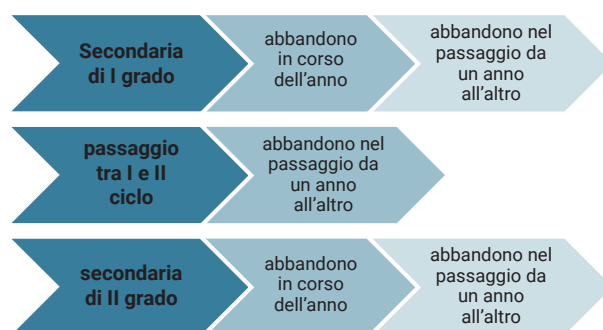 Secondaria
di I grado
abbandono
in corso
dell'anno
abbandono nel
passaggio da
un anno
all'altro
passaggio
tra I e II
ciclo
abbandono nel
passaggio da
un anno
all'altro
secondaria
di II grado
abbandono
in corso
dell'anno
abbandono nel
passaggio da
un anno
all'altro